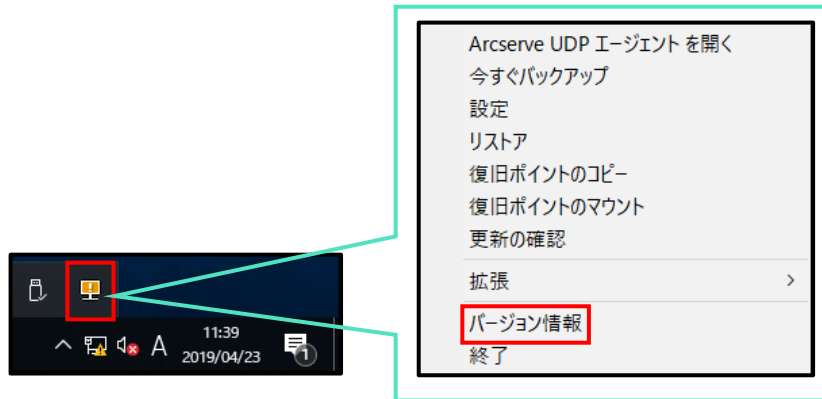 Arcserve UDP エージェント を開く
今すぐバックアップ
設定
リストア
復旧ポイントのコピー
復旧ポイントのマウント
更新の確認
拡張 >
バージョン情報
終了
A
11:39
2019/04/23
1